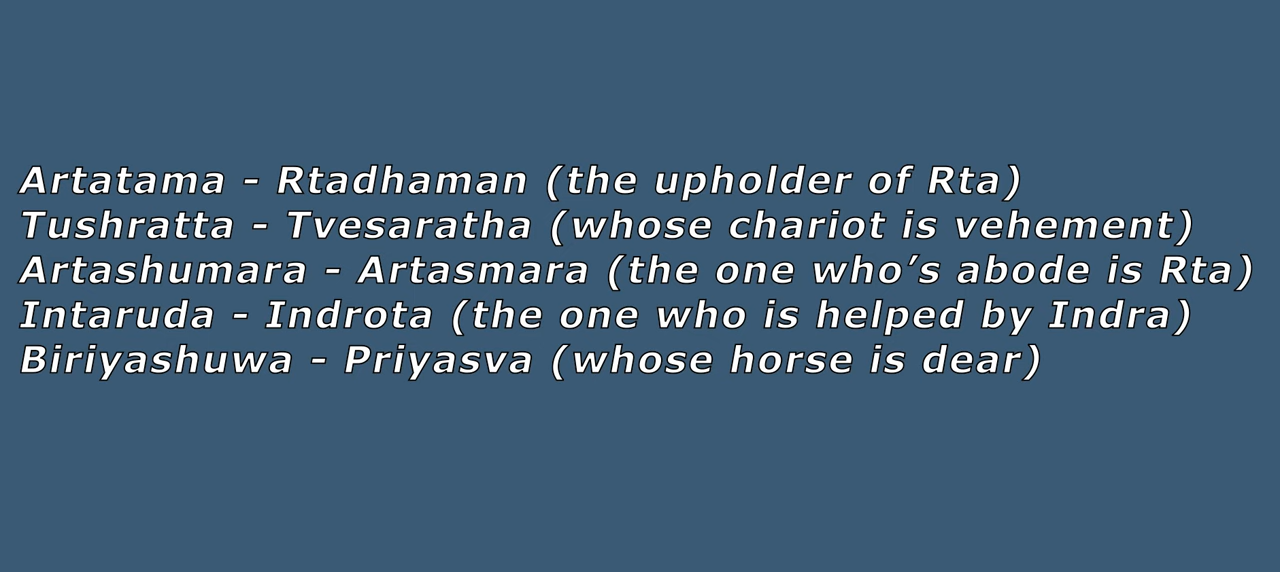 Artatama - Rtadhaman (the upholder of Rta)
Tushratta - Tvesaratha (whose chariot is vehement)
Artashumara - Artasmara (the one who’s abode is Rta)
Intaruda - Indrota (the one who is helped by Indra)
Biriyashuwa - Priyasva (whose horse is dear)